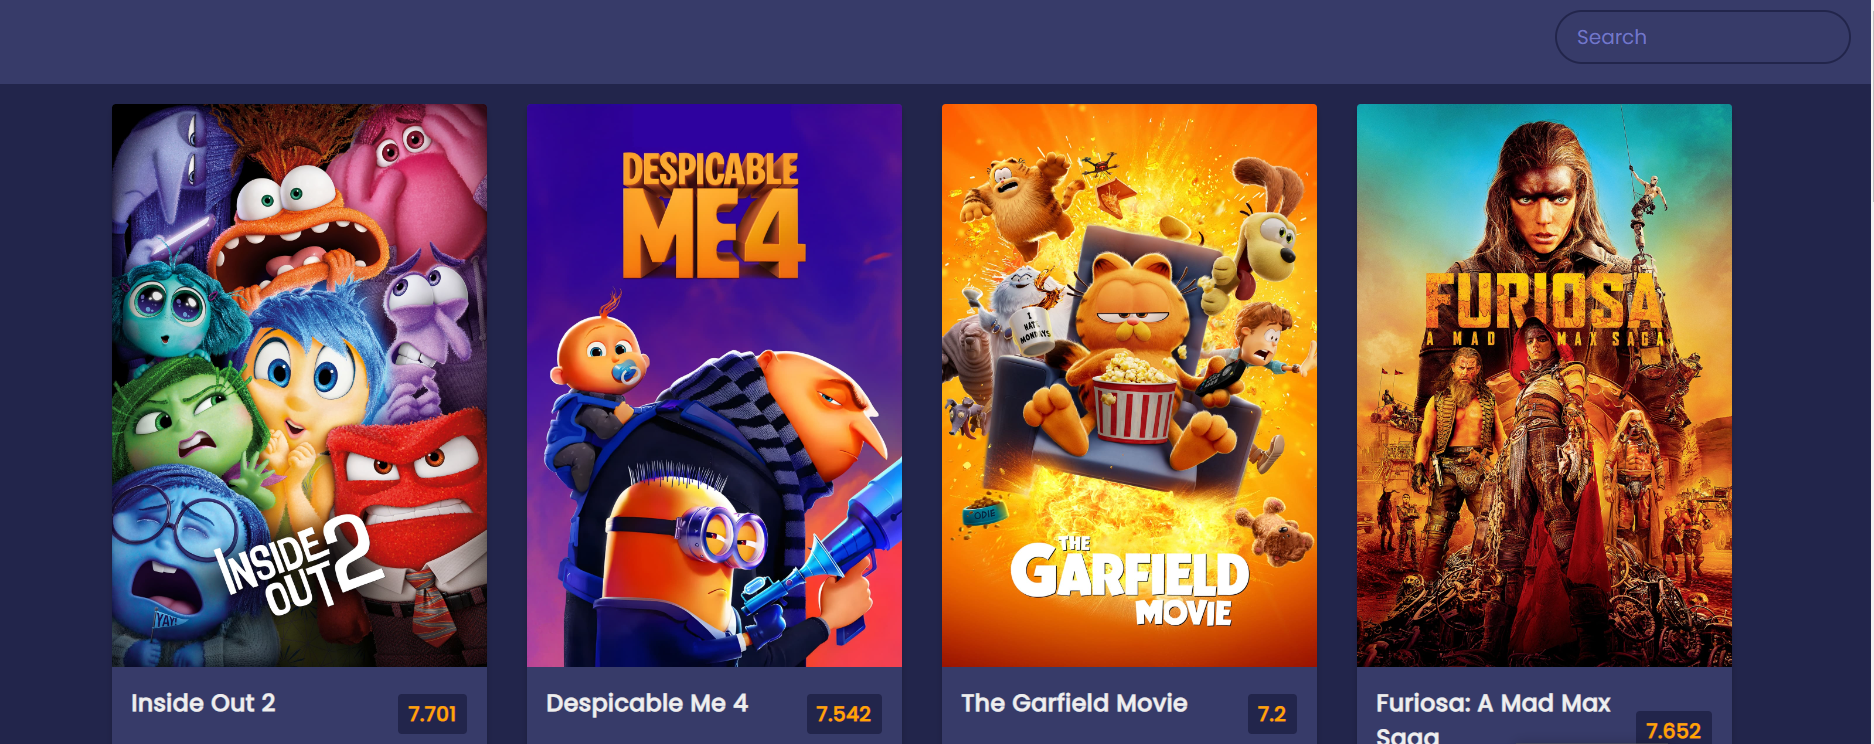 Search
YAY!
INSIDE
OUT 2
DESPICABLE
ME 4
I
HATE
MONDAYS
ODIE
THE
GARFIELD
MOVIE
FURIOSA
A MAD MAX SAGA
Inside Out 2
7.701
Despicable Me 4
7.542
The Garfield Movie
7.2
Furiosa: A Mad Max
Saga
7.652